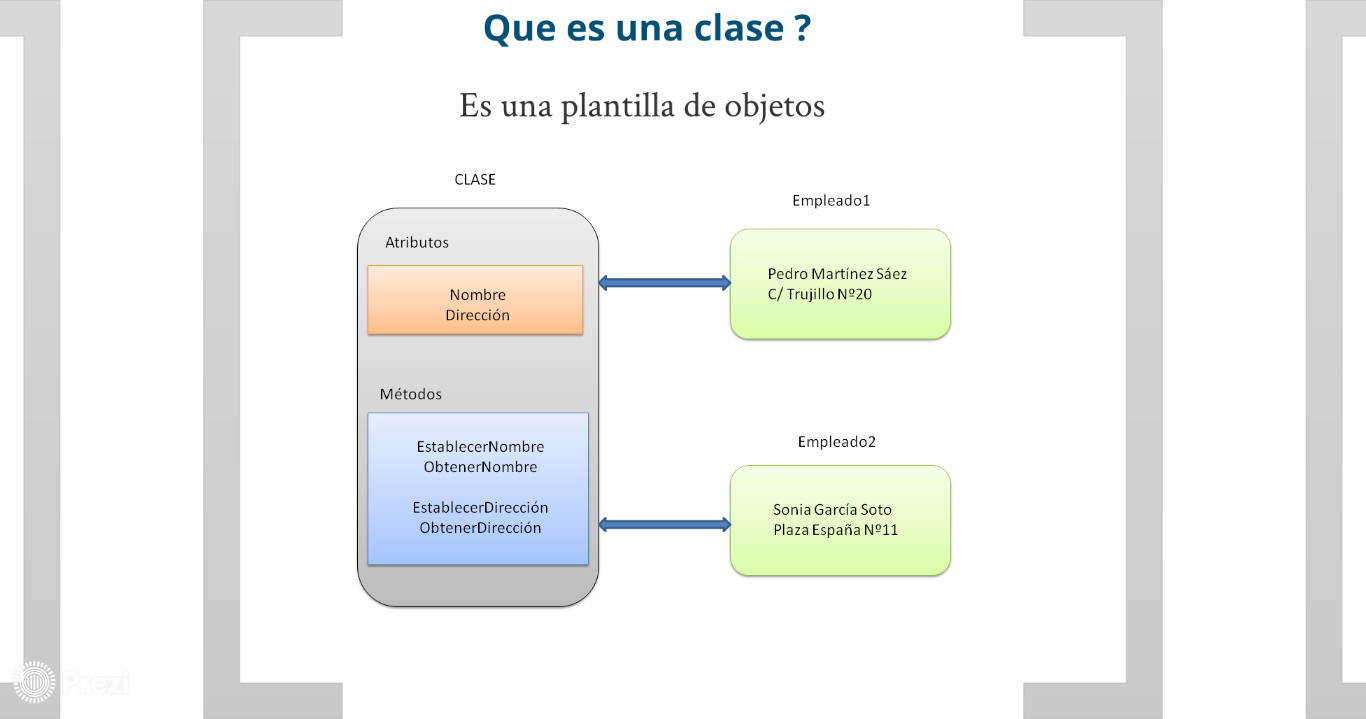 Que es una clase ?
Es una plantilla de objetos
CLASE
Atributos
Nombre
Dirección
Métodos
EstablecerNombre
ObtenerNombre
EstablecerDirección
ObtenerDirección
Empleado1
Pedro Martínez Sáez
C/ Trujillo Nº20
Empleado2
Sonia García Soto
Plaza España Nº11
Prezi